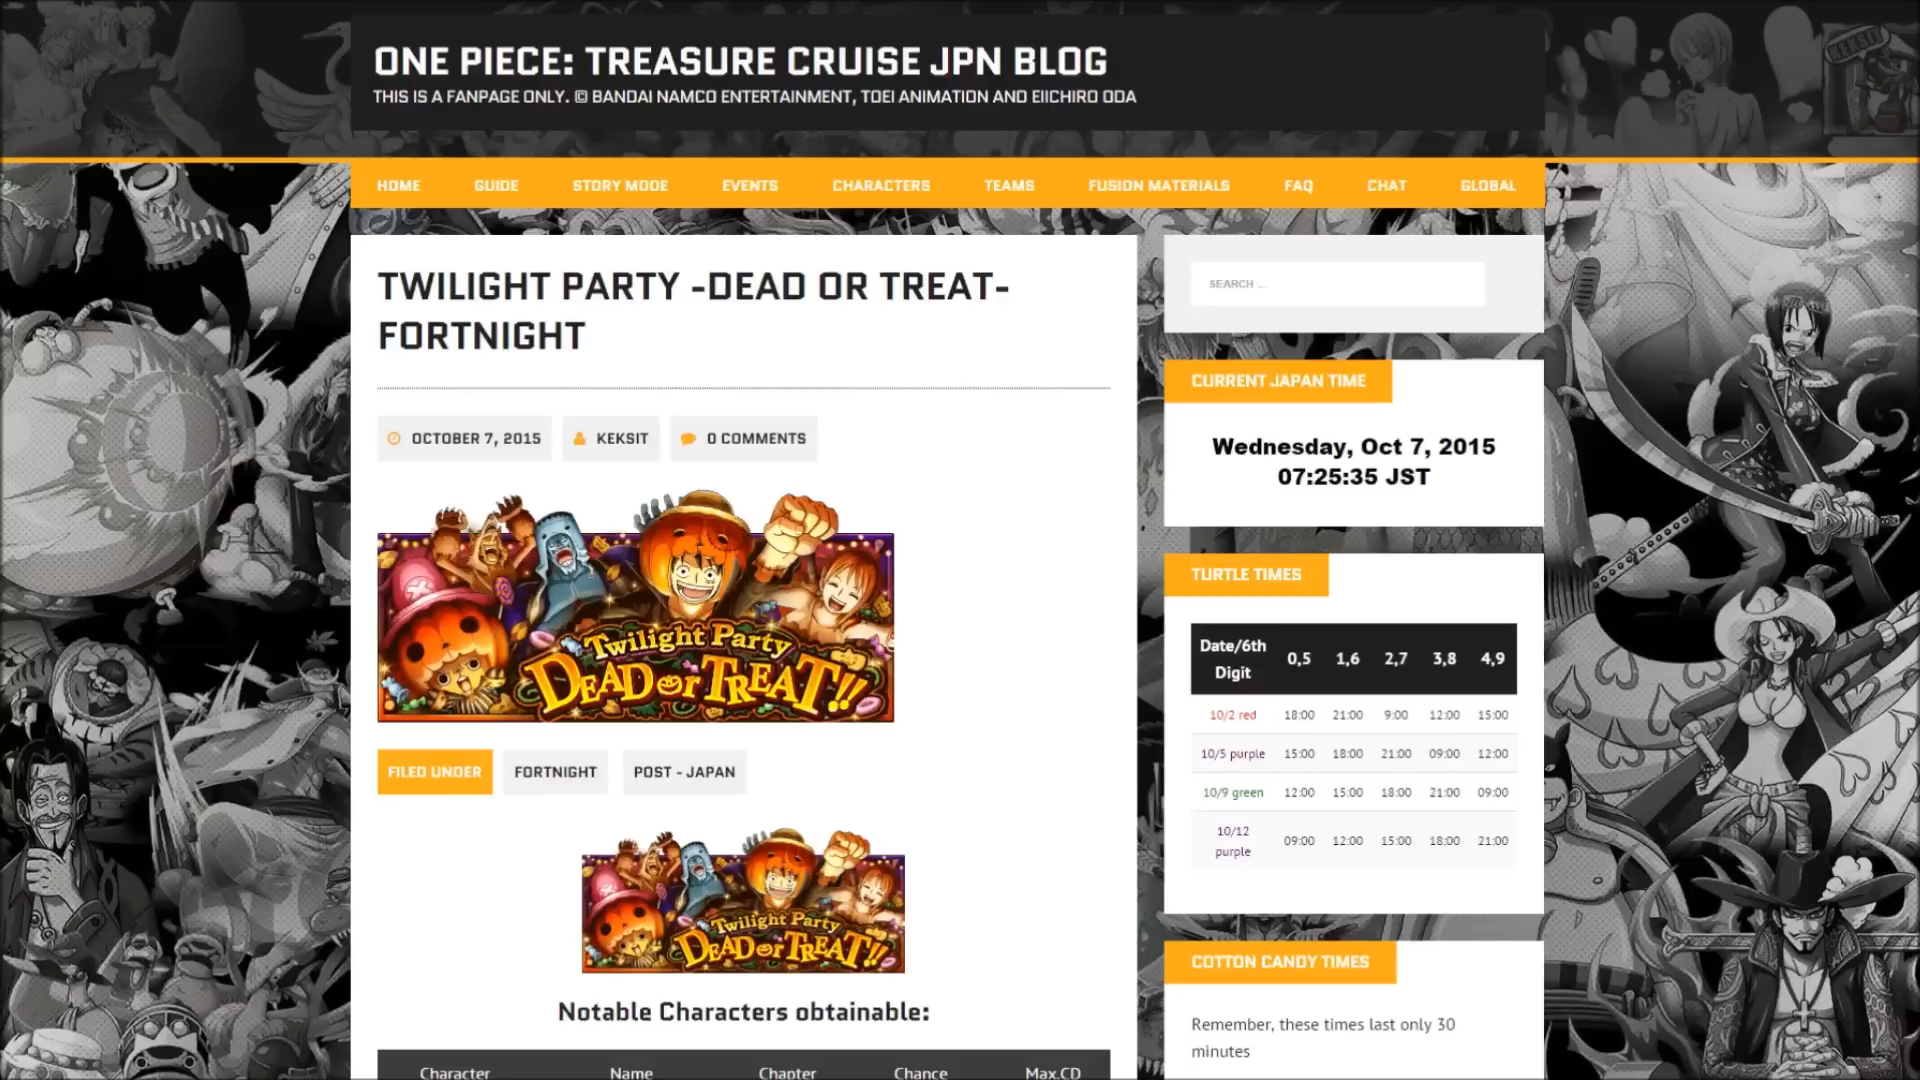 ONE PIECE: TREASURE CRUISE JPN BLOG
THIS IS A FANPAGE ONLY. © BANDAI NAMCO ENTERTAINMENT, TOEI ANIMATION AND EIICHIRO ODA
HOME GUIDE STORY MODE EVENTS CHARACTERS TEAMS FUSION MATERIALS FAQ CHAT GLOBAL
TWILIGHT PARTY -DEAD OR TREAT-
FORTNIGHT
OCTOBER 7, 2015 KEKSIT 0 COMMENTS
Twilight Party
DEAD or TREAT!!
FILED UNDER FORTNIGHT POST - JAPAN
Twilight Party
DEAD or TREAT!!
Notable Characters obtainable:
Character Name Chapter Chance Max.CD
SEARCH ...
CURRENT JAPAN TIME
Wednesday, Oct 7, 2015
07:25:35 JST
TURTLE TIMES
Date/6th Digit 0,5 1,6 2,7 3,8 4,9
10/2 red 18:00 21:00 9:00 12:00 15:00
10/5 purple 15:00 18:00 21:00 09:00 12:00
10/9 green 12:00 15:00 18:00 21:00 09:00
10/12 purple 09:00 12:00 15:00 18:00 21:00
COTTON CANDY TIMES
Remember, these times last only 30
minutes
KEKSIT